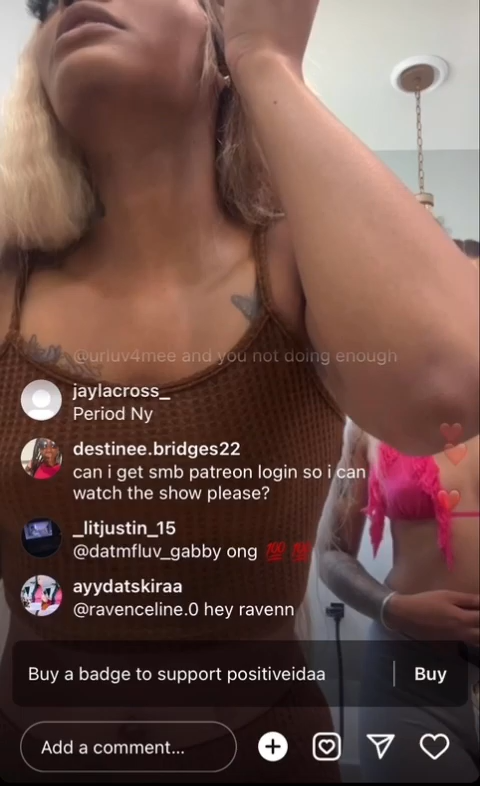 @urluv4mee and you not doing enough
jaylacross_
Period Ny
destinee.bridges22
can i get smb patreon login so i can
watch the show please?
_litjustin_15
@datmfluv_gabby ong 💯 💯
ayydatskiraa
@ravenceline.0 hey ravenn
Buy a badge to support positiveidaa
Buy
Add a comment...